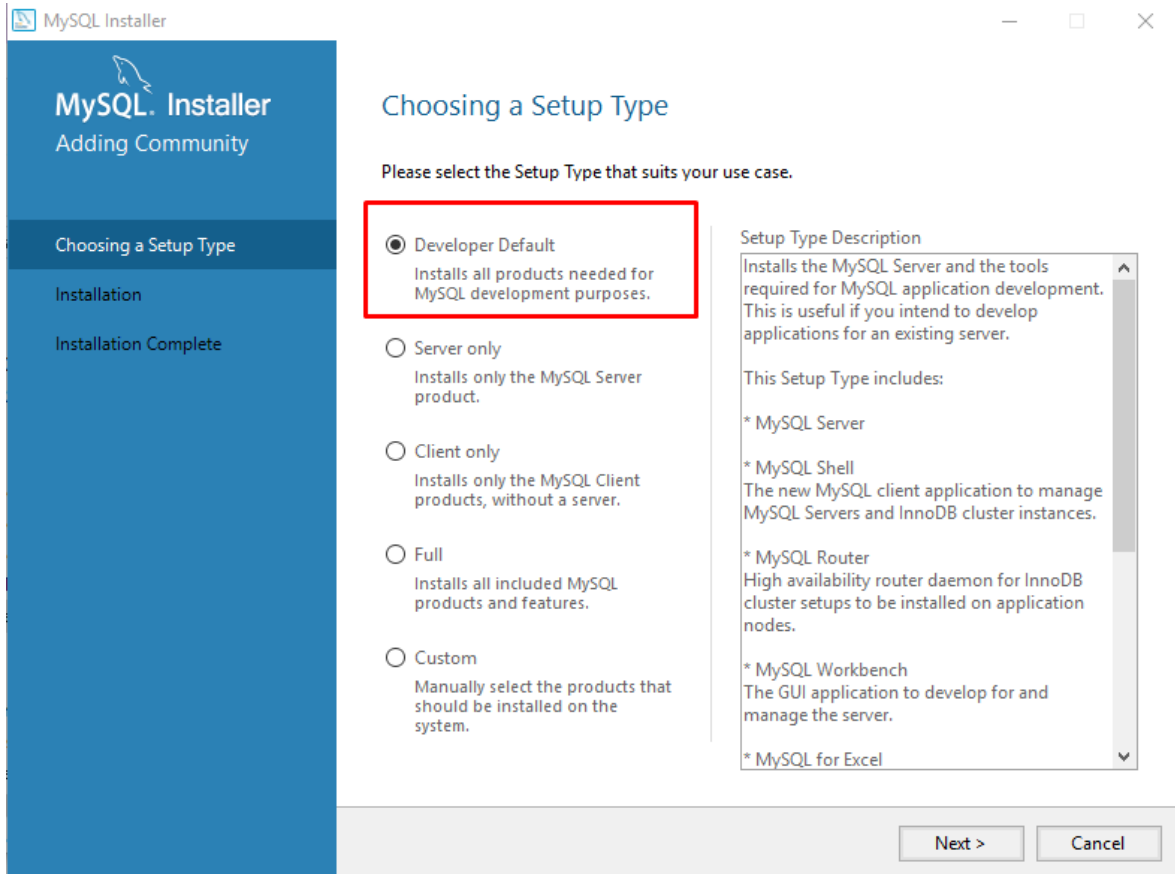 MySQL Installer
MySQL. Installer
Adding Community
Choosing a Setup Type
Installation
Installation Complete
Choosing a Setup Type
Please select the Setup Type that suits your use case.
Developer Default
Installs all products needed for
MySQL development purposes.
Server only
Installs only the MySQL Server
product.
Client only
Installs only the MySQL Client
products, without a server.
Full
Installs all included MySQL
products and features.
Custom
Manually select the products that
should be installed on the
system.
Setup Type Description
Installs the MySQL Server and the tools
required for MySQL application development.
This is useful if you intend to develop
applications for an existing server.
This Setup Type includes:
* MySQL Server
* MySQL Shell
The new MySQL client application to manage
MySQL Servers and InnoDB cluster instances.
* MySQL Router
High availability router daemon for InnoDB
cluster setups to be installed on application
nodes.
* MySQL Workbench
The GUI application to develop for and
manage the server.
* MySQL for Excel
Next >
Cancel